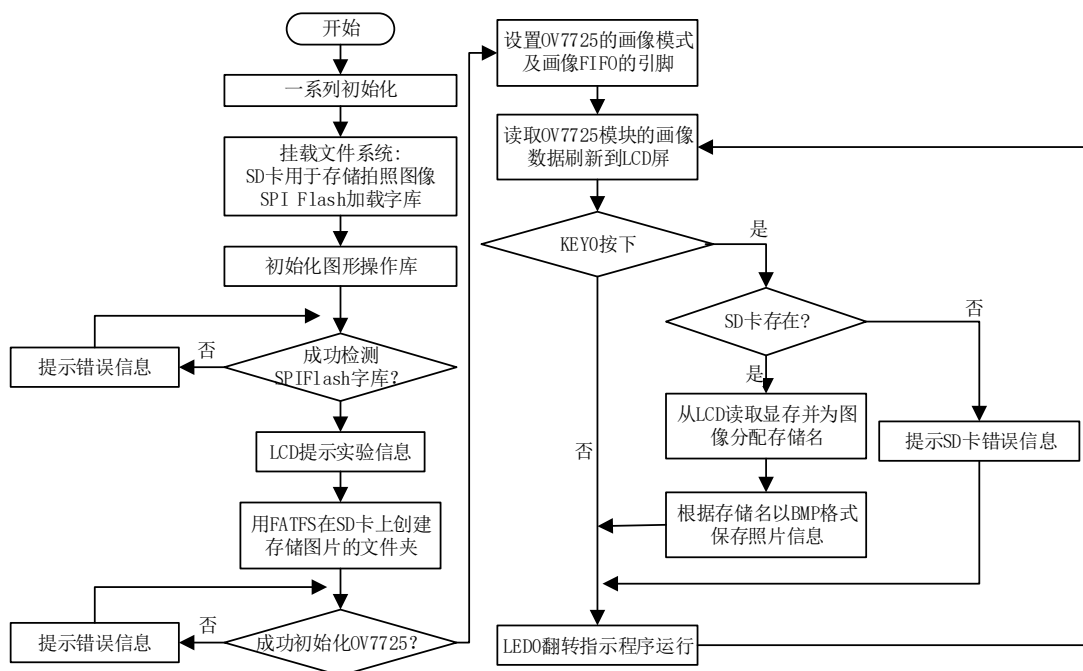 开始
一系列初始化
挂载文件系统:
SD卡用于存储拍照图像
SPI Flash加载字库
初始化图形操作库
成功检测
SPIFlash字库?
否
提示错误信息
LCD提示实验信息
用FATFS在SD卡上创建
存储图片的文件夹
成功初始化OV7725?
否
提示错误信息
设置OV7725的画像模式
及画像FIFO的引脚
读取OV7725模块的画像
数据刷新到LCD屏
KEY0按下
是
否
SD卡存在?
否
是
从LCD读取显存并为图
像分配存储名
提示SD卡错误信息
根据存储名以BMP格式
保存照片信息
LED0翻转指示程序运行